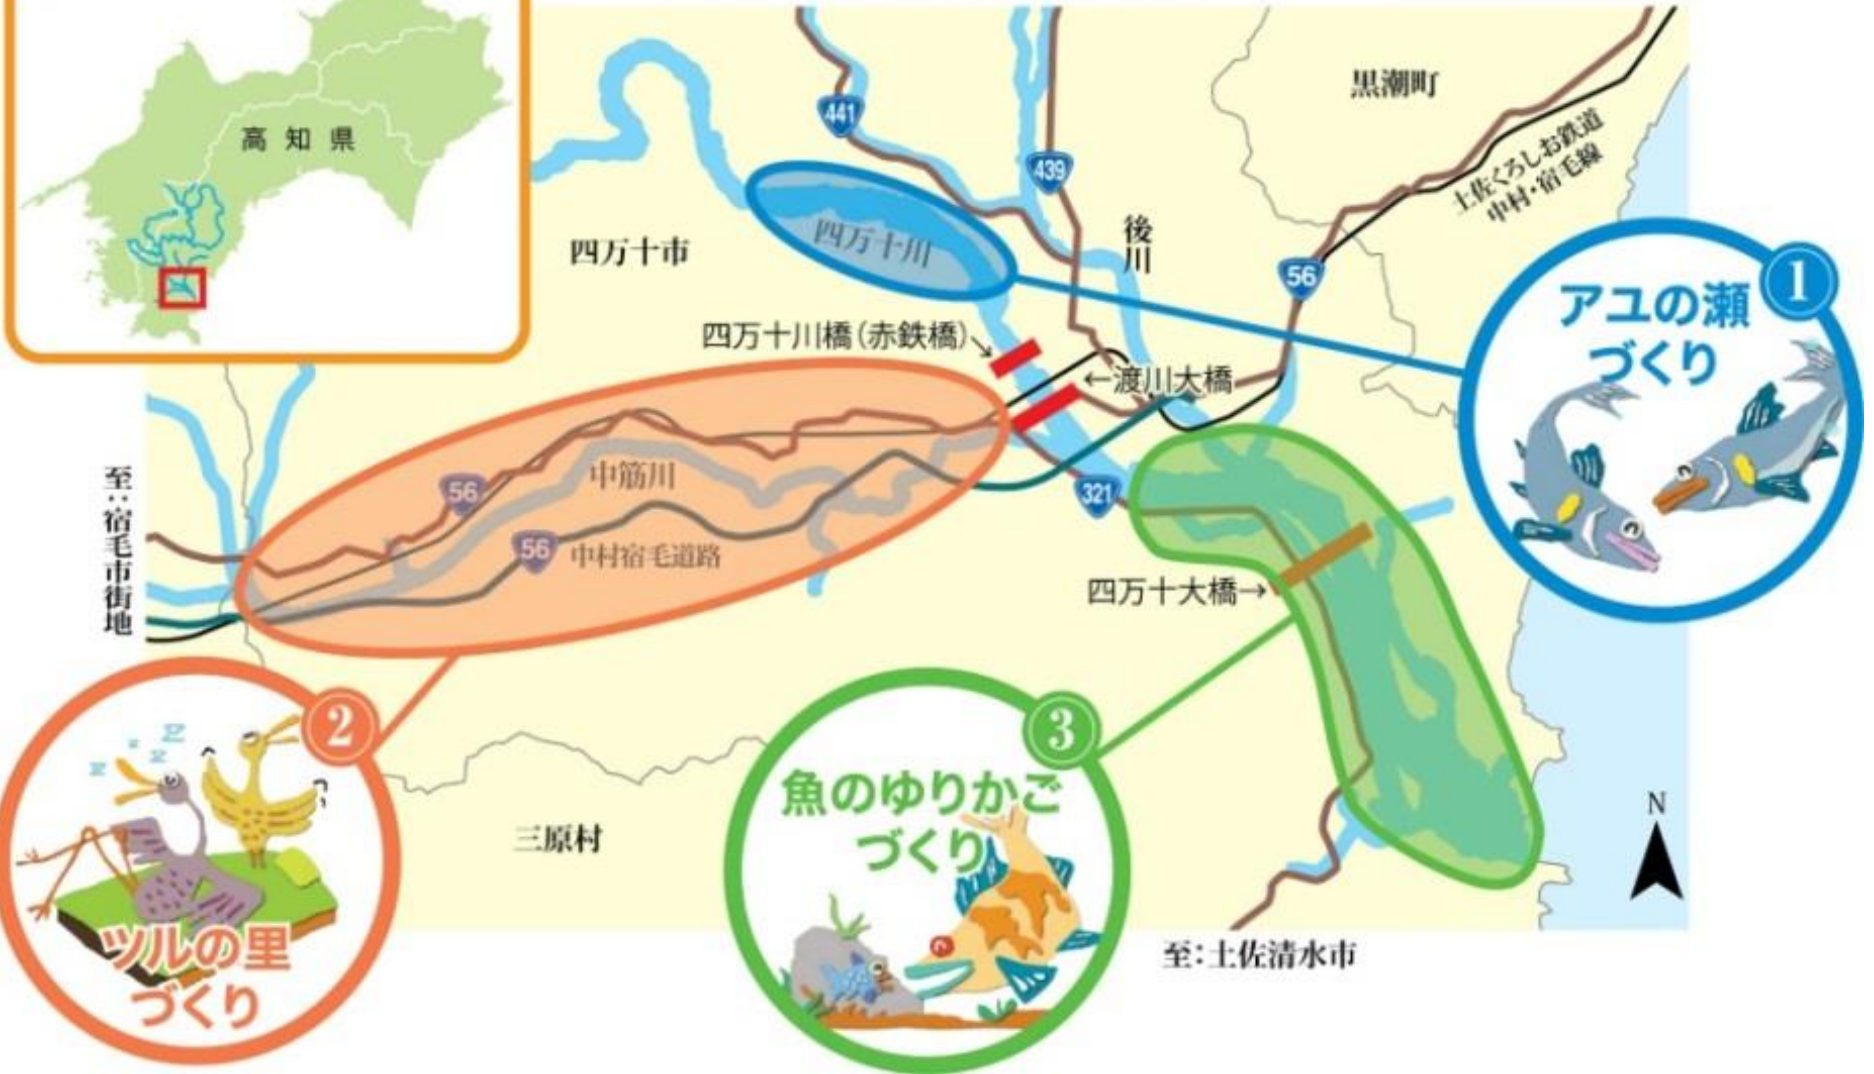 高知県
441
439
黒潮町
土佐くろしお鉄道
中村・宿毛線
四万十市
四万十川
後川
56
1
アユの瀬
づくり
四万十川橋(赤鉄橋)→
←渡川大橋
至:宿毛市街地
56
中筋川
56
中村宿毛道路
321
四万十大橋→
2
ツルの里
づくり
3
魚のゆりかご
づくり
三原村
N
至:土佐清水市